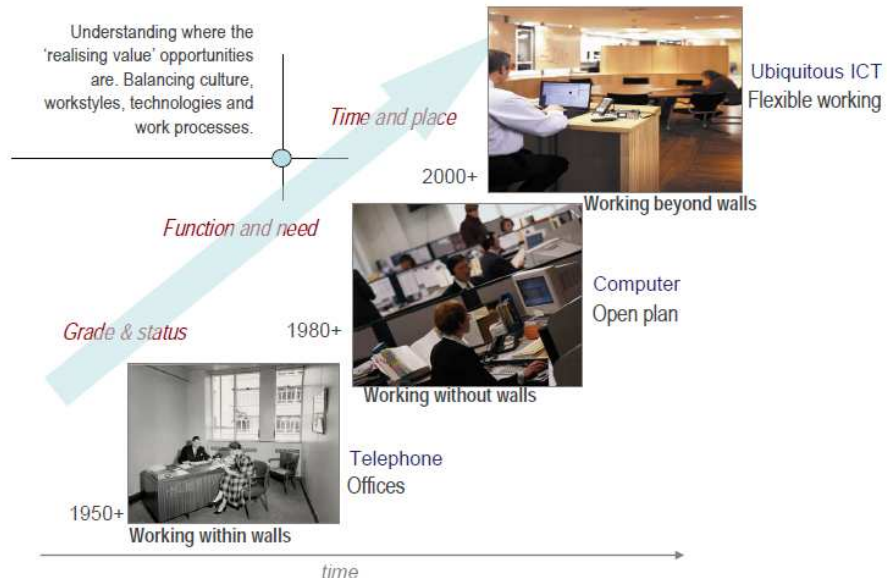 Understanding where the
‘realising value’ opportunities
are. Balancing culture,
workstyles, technologies and
work processes.
Time and place
Ubiquitous ICT
Flexible working
2000+
Working beyond walls
Function and need
Computer
Open plan
1980+
Grade & status
Working without walls
Telephone
Offices
1950+
Working within walls
time